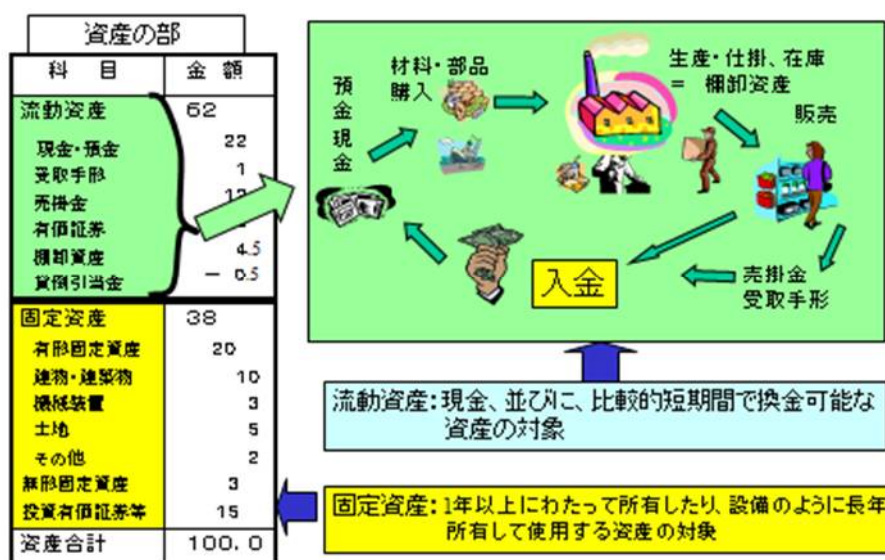 資産の部
科 目 金 額
流動資産 62
現金・預金 22
受取手形 1
売掛金
有価証券
棚卸資産 4.5
貸倒引当金 － 0.5
固定資産 38
有形固定資産 20
建物・建築物 10
機械装置 3
土地 5
その他 2
無形固定資産 3
投資有価証券等 15
資産合計 100.0
預金
現金
材料・部品
購入
生産・仕掛、在庫
= 棚卸資産
販売
入金
売掛金
受取手形
流動資産：現金、並びに、比較的短期間で換金可能な
資産の対象
固定資産：1年以上にわたって所有したり、設備のように長年
所有して使用する資産の対象